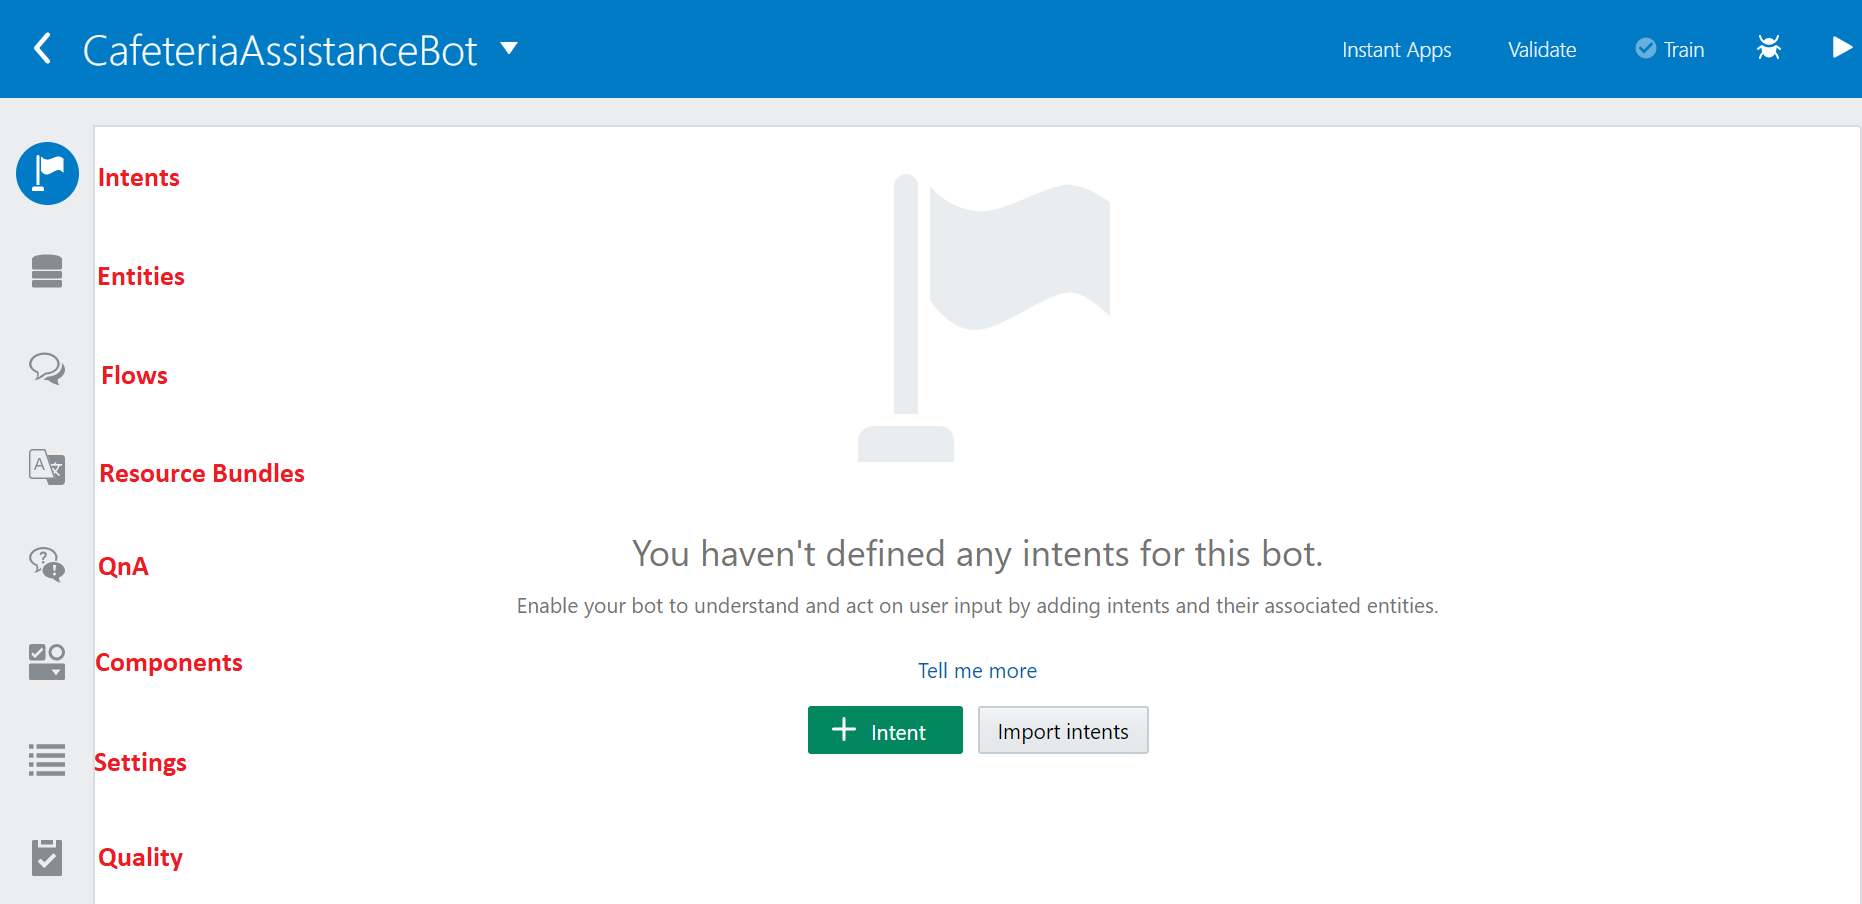 CafeteriaAssistanceBot
Instant Apps
Validate
Train
Intents
Entities
Flows
A 文
Resource Bundles
? !
QnA
Components
Settings
Quality
You haven't defined any intents for this bot.
Enable your bot to understand and act on user input by adding intents and their associated entities.
Tell me more
+ Intent
Import intents